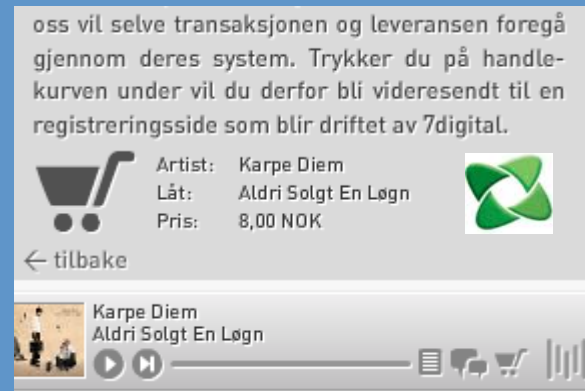 oss vil selve transaksjonen og leveransen foregå
gjennom deres system. Trykker du på handle-
kurven under vil du derfor bli videresendt til en
registreringsside som blir driftet av 7digital.
Artist: Karpe Diem
Låt: Aldri Solgt En Løgn
Pris: 8,00 NOK
← tilbake
Karpe Diem
Aldri Solgt En Løgn